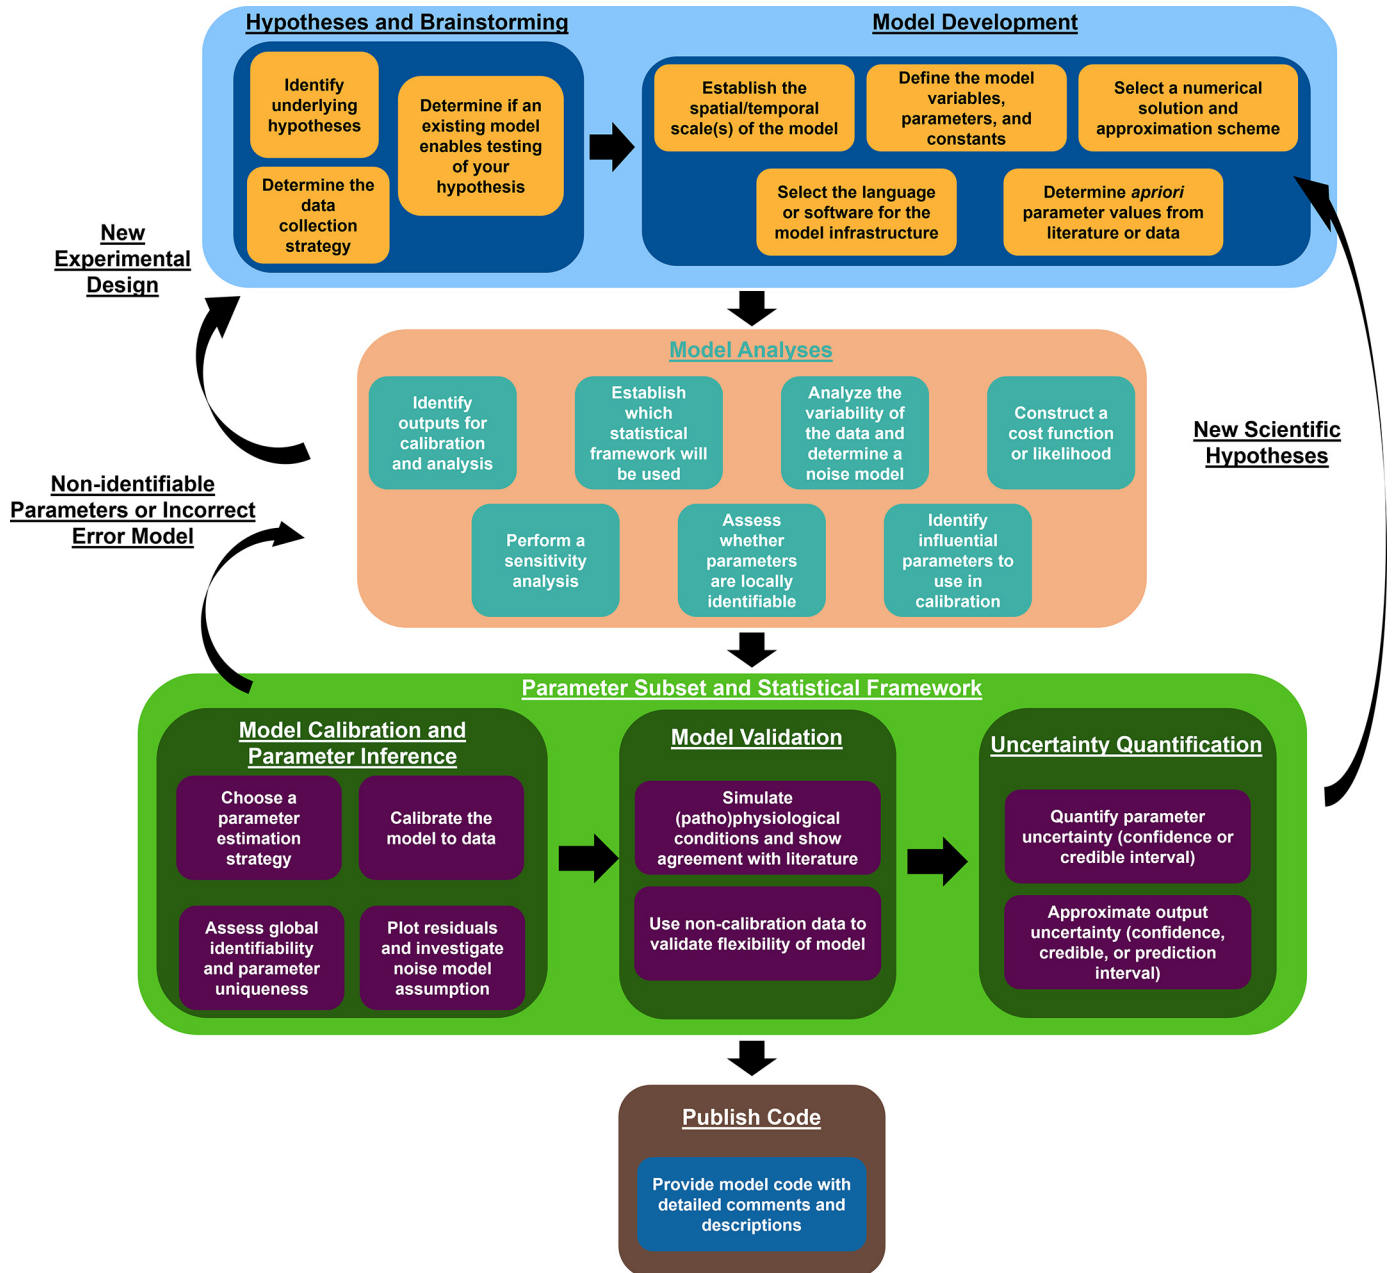 Hypotheses and Brainstorming
Identify
underlying
hypotheses
Determine if an
existing model
enables testing
of your
hypothesis
Determine the
data
collection
strategy
Model Development
Establish the
spatial/temporal
scale(s) of the model
Define the model
variables,
parameters, and
constants
Select a numerical
solution and
approximation scheme
Select the language
or software for the
model infrastructure
Determine apriori
parameter values from
literature or data
New
Experimental
Design
Model Analyses
Identify
outputs for
calibration
and analysis
Establish
which
statistical
framework will
be used
Analyze the
variability of
the data and
determine a
noise model
Construct a
cost function
or likelihood
Perform a
sensitivity
analysis
Assess
whether
parameters
are locally
identifiable
Identify
influential
parameters to
use in
calibration
New Scientific
Hypotheses
Non-identifiable
Parameters or Incorrect
Error Model
Parameter Subset and Statistical Framework
Model Calibration and
Parameter Inference
Choose a
parameter
estimation
strategy
Calibrate the
model to data
Assess global
identifiability
and parameter
uniqueness
Plot residuals
and investigate
noise model
assumption
Model Validation
Simulate
(patho)physiological
conditions and show
agreement with literature
Use non-calibration data to
validate flexibility of model
Uncertainty Quantification
Quantify parameter
uncertainty (confidence or
credible interval)
Approximate output
uncertainty (confidence,
credible, or prediction
interval)
Publish Code
Provide model code with
detailed comments and
descriptions